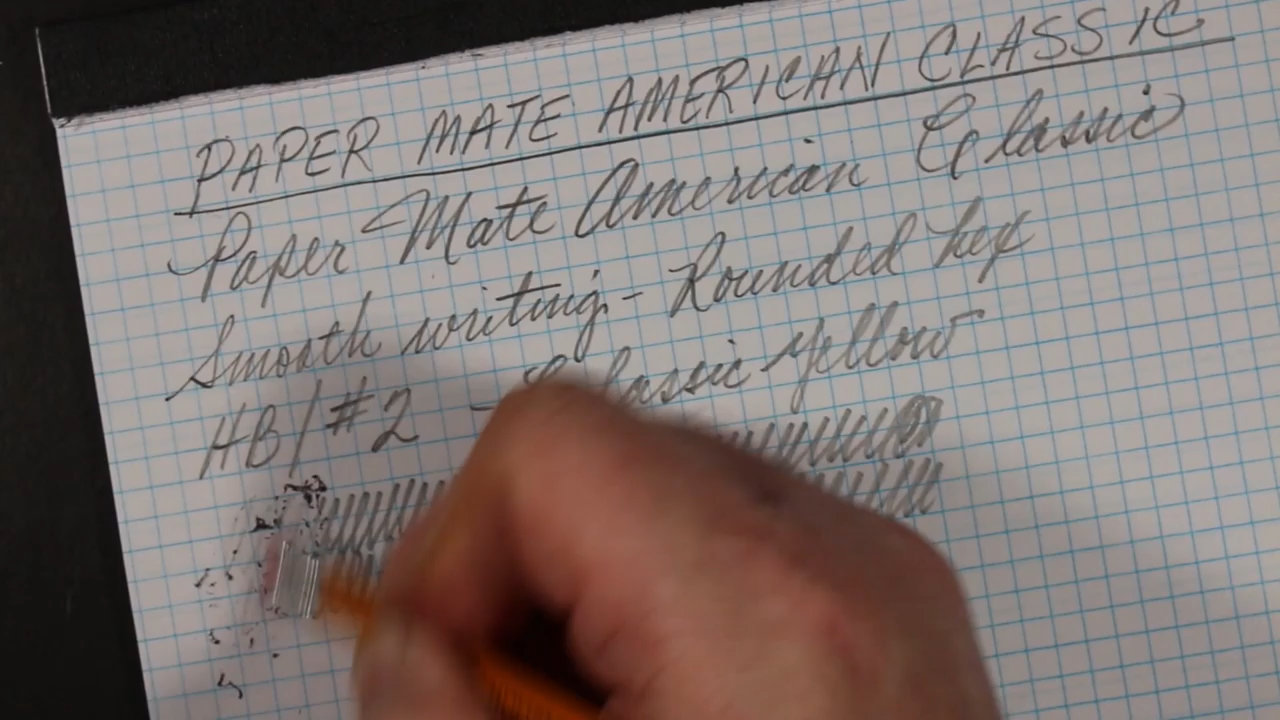 PAPER MATE AMERICAN CLASSIC
Paper Mate American Classic
Smooth writing - Rounded hex
HB/#2 - Classic yellow